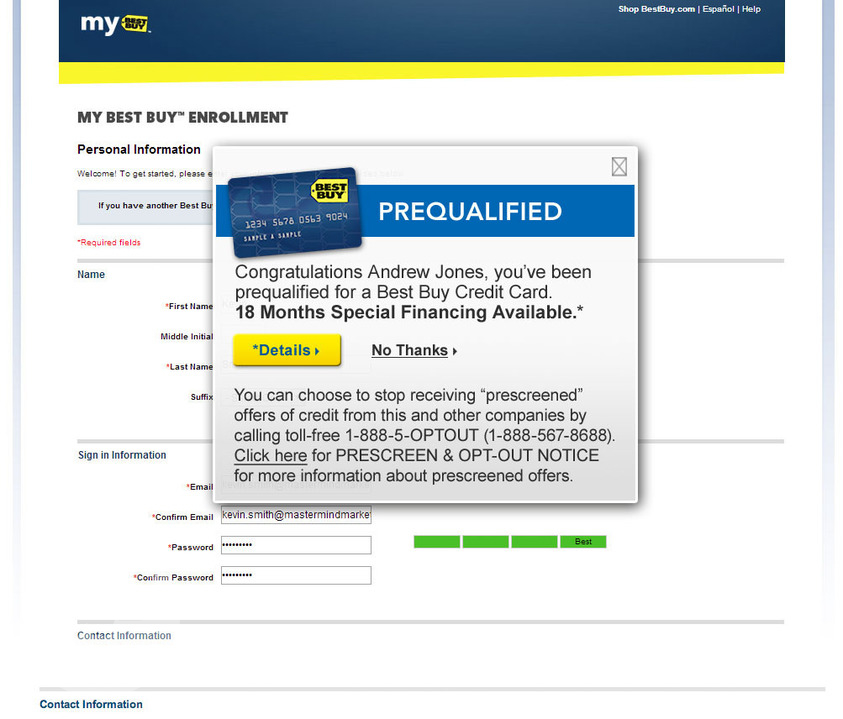 my BEST BUY™
Shop BestBuy.com | Español | Help
MY BEST BUY™ ENROLLMENT
Personal Information
Welcome! To get started, please
If you have another Best Bu
*Required fields
Name
*First Name
Middle Initial
*Last Name
Suffix
BEST BUY
1234 5678 0563 9024
SAMPLE A SAMPLE
PREQUALIFIED
Congratulations Andrew Jones, you’ve been
prequalified for a Best Buy Credit Card.
18 Months Special Financing Available.*
*Details
No Thanks
You can choose to stop receiving “prescreened”
offers of credit from this and other companies by
calling toll-free 1-888-5-OPTOUT (1-888-567-8688).
Click here for PRESCREEN & OPT-OUT NOTICE
for more information about prescreened offers.
Sign in Information
*Email
*Confirm Email kevin.smith@mastermindmarke
*Password •••••••••
Best
*Confirm Password •••••••••
Contact Information
Contact Information